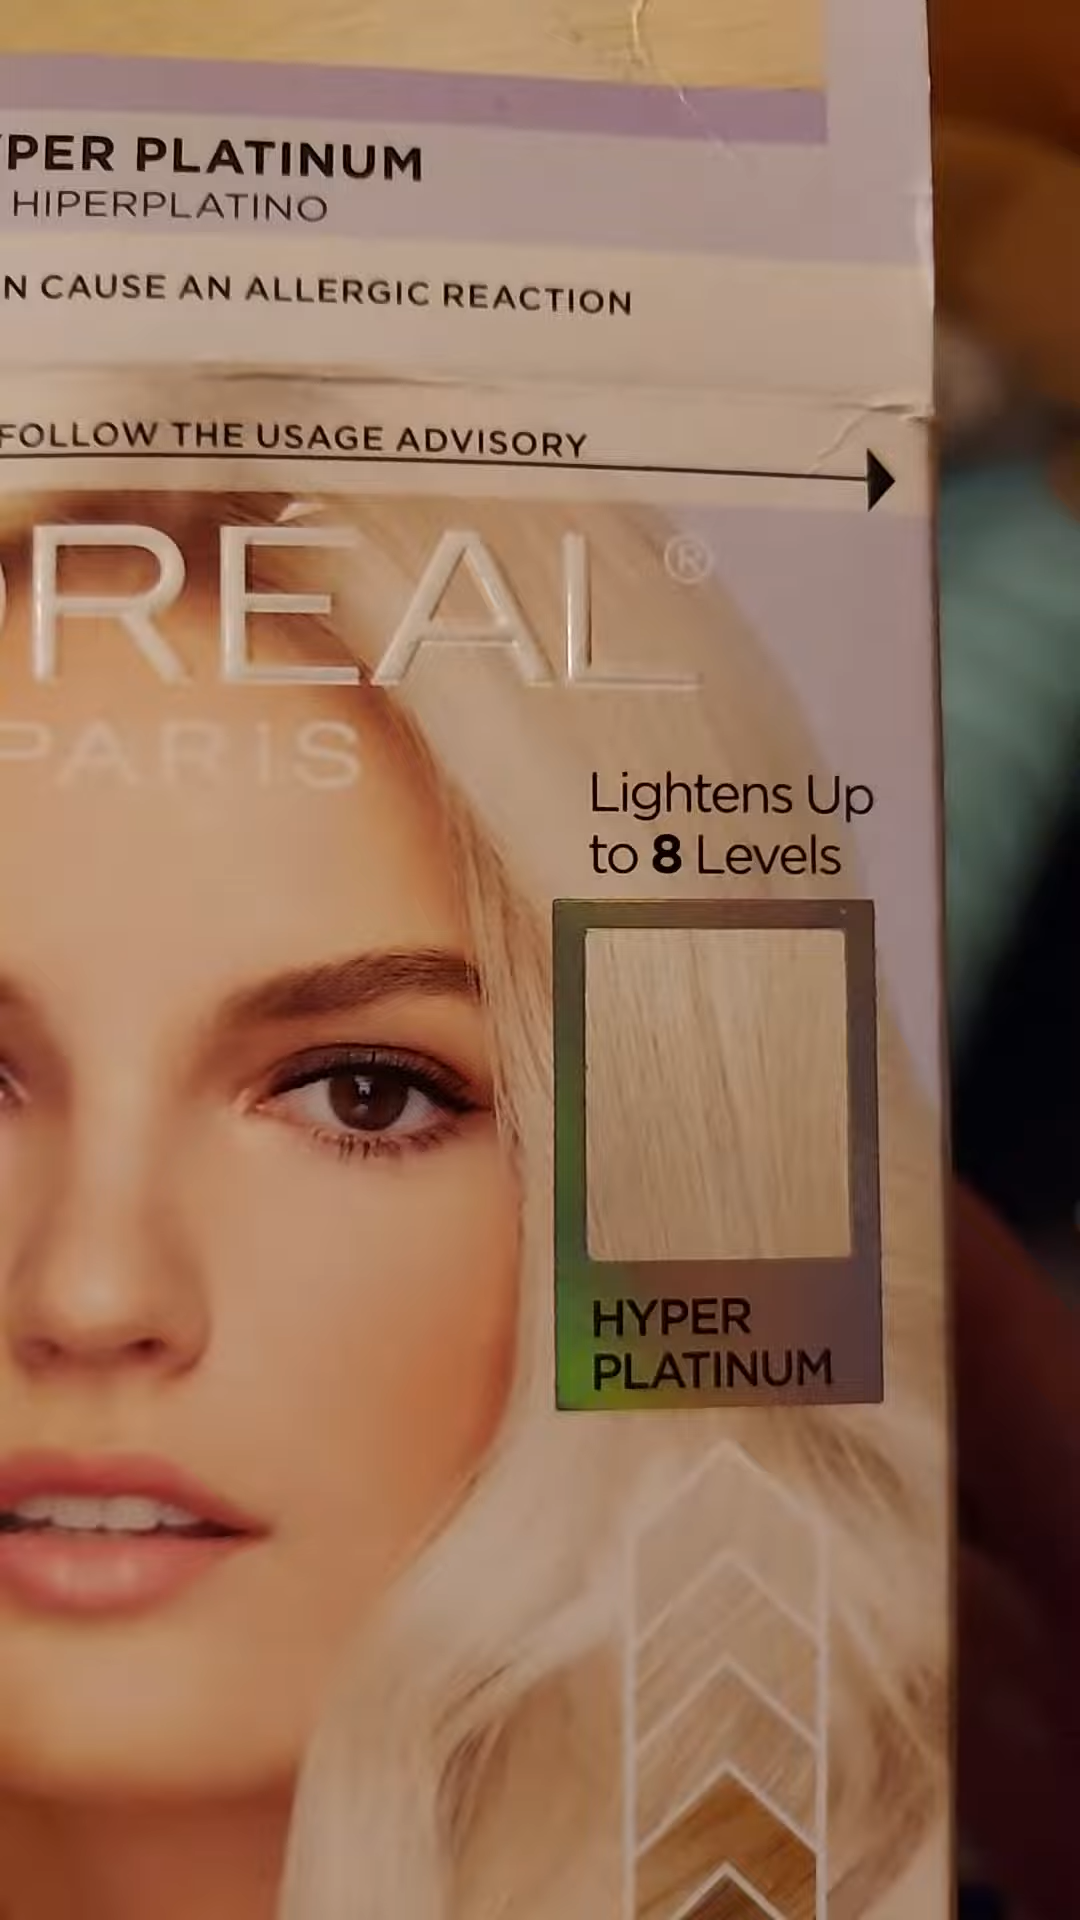 YPER PLATINUM
HIPERPLATINO
N CAUSE AN ALLERGIC REACTION
FOLLOW THE USAGE ADVISORY
ORÉAL®
PARIS
Lightens Up
to 8 Levels
HYPER
PLATINUM